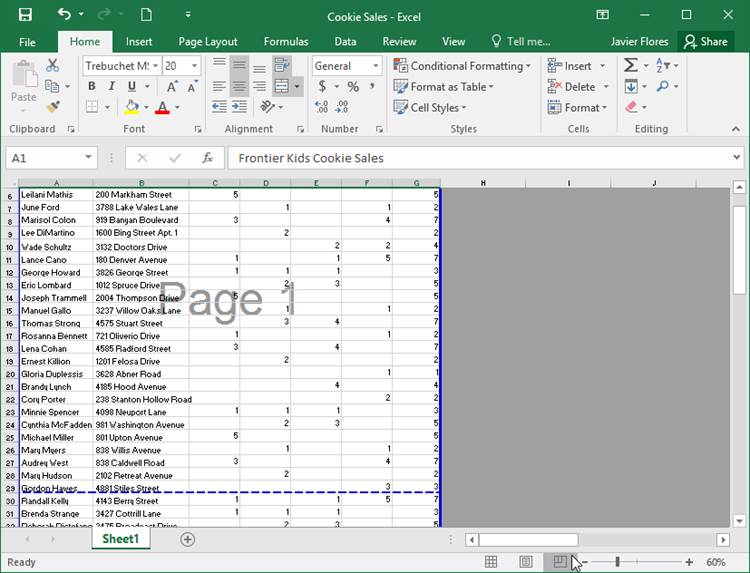 Cookie Sales - Excel
File Home Insert Page Layout Formulas Data Review View Tell me... Javier Flores Share
Paste Trebuchet MS 20 General Conditional Formatting Insert
B I U A A A $ % , Format as Table Delete
Cell Styles Format
Clipboard Font Alignment Number Styles Cells Editing
A1 fx Frontier Kids Cookie Sales
A B C D E F G H I J
6 Leilani Mathis 200 Markham Street 5 5
7 June Ford 3788 Lake Wales Lane 1 1 2
8 Marisol Colon 919 Bangan Boulevard 3 4 7
9 Lee DiMartino 1600 Bing Street Apt. 1 2 2
10 Wade Schultz 3132 Doctors Drive 2 2 4
11 Lance Cano 180 Denver Avenue 1 1 5 7
12 George Howard 3826 George Street 1 1 1 3
13 Eric Lombard 1012 Spruce Drive 2 3 5
14 Joseph Trammell 2004 Thompson Drive 5 5
Page 1
15 Manuel Gallo 3237 Willow Oaks Lane 1 1 2
16 Thomas Strong 4575 Stuart Street 3 4 7
17 Rosanna Bennett 721 Oliverio Drive 1 1 2
18 Lena Cohan 4585 Radford Street 3 4 7
19 Ernest Killion 1201 Felosa Drive 2 2
20 Gloria Duplessis 3628 Abner Road 1 1
21 Brandy Lynch 4185 Hood Avenue 4 4
22 Cory Porter 238 Stanton Hollow Road 2 2
23 Minnie Spencer 4098 Neuport Lane 1 1 1 3
24 Cynthia McFadden 981 Washington Avenue 2 3 5
25 Michael Miller 801 Upton Avenue 5 5
26 Mary Myers 838 Willis Avenue 1 1 2
27 Audrey West 838 Caldwell Road 3 4 7
28 Mary Hudson 2102 Retreat Avenue 2 2
29 Gordon Hayes 4881 Stiles Street 3 3
30 Randall Kelly 4143 Berry Street 1 1 5 7
31 Brenda Strange 3427 Cottrill Lane 1 1 1 3
32 Deborah 2475 Broadcast Drive 2 3 5
Sheet1
Ready 60%